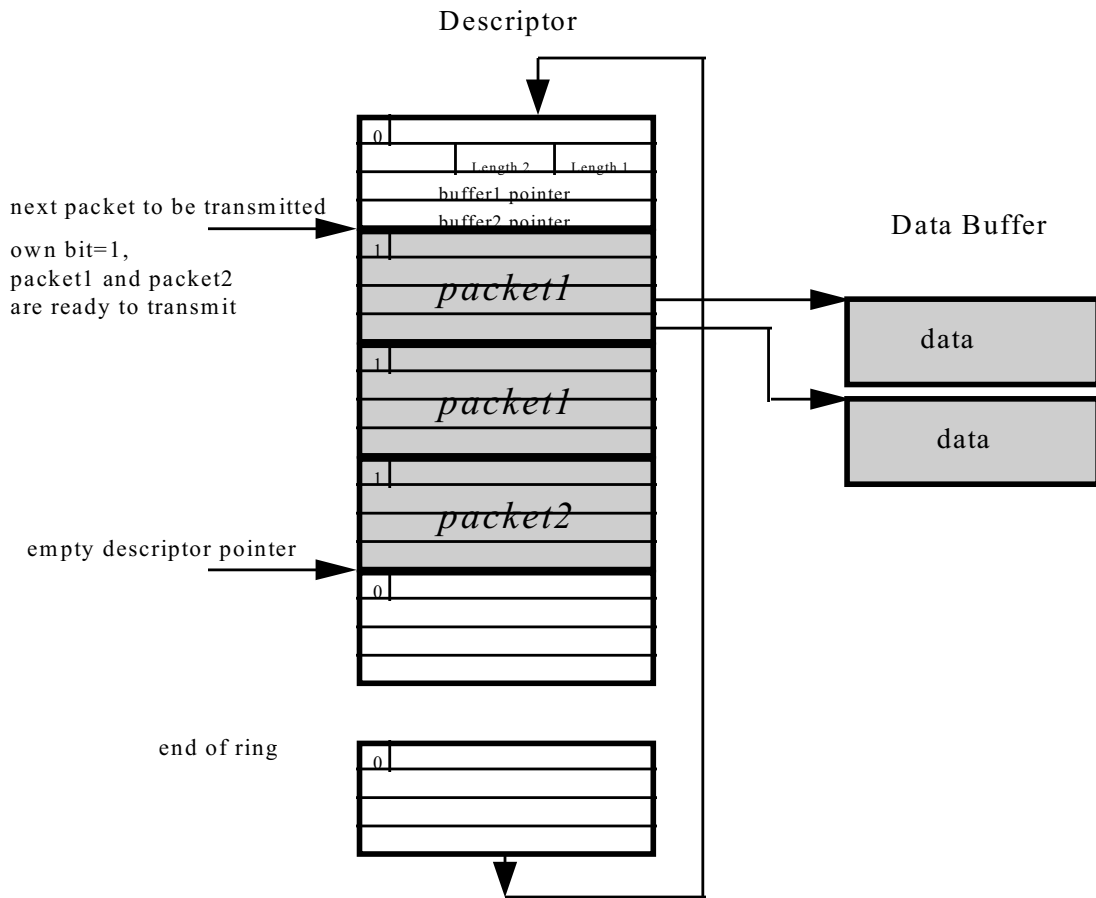 Descriptor
0
Length 2 Length 1
buffer1 pointer
buffer2 pointer
next packet to be transmitted
own bit=1,
packet1 and packet2
are ready to transmit
1
packet1
1
packet1
1
packet2
Data Buffer
data
data
empty descriptor pointer
0
end of ring
0